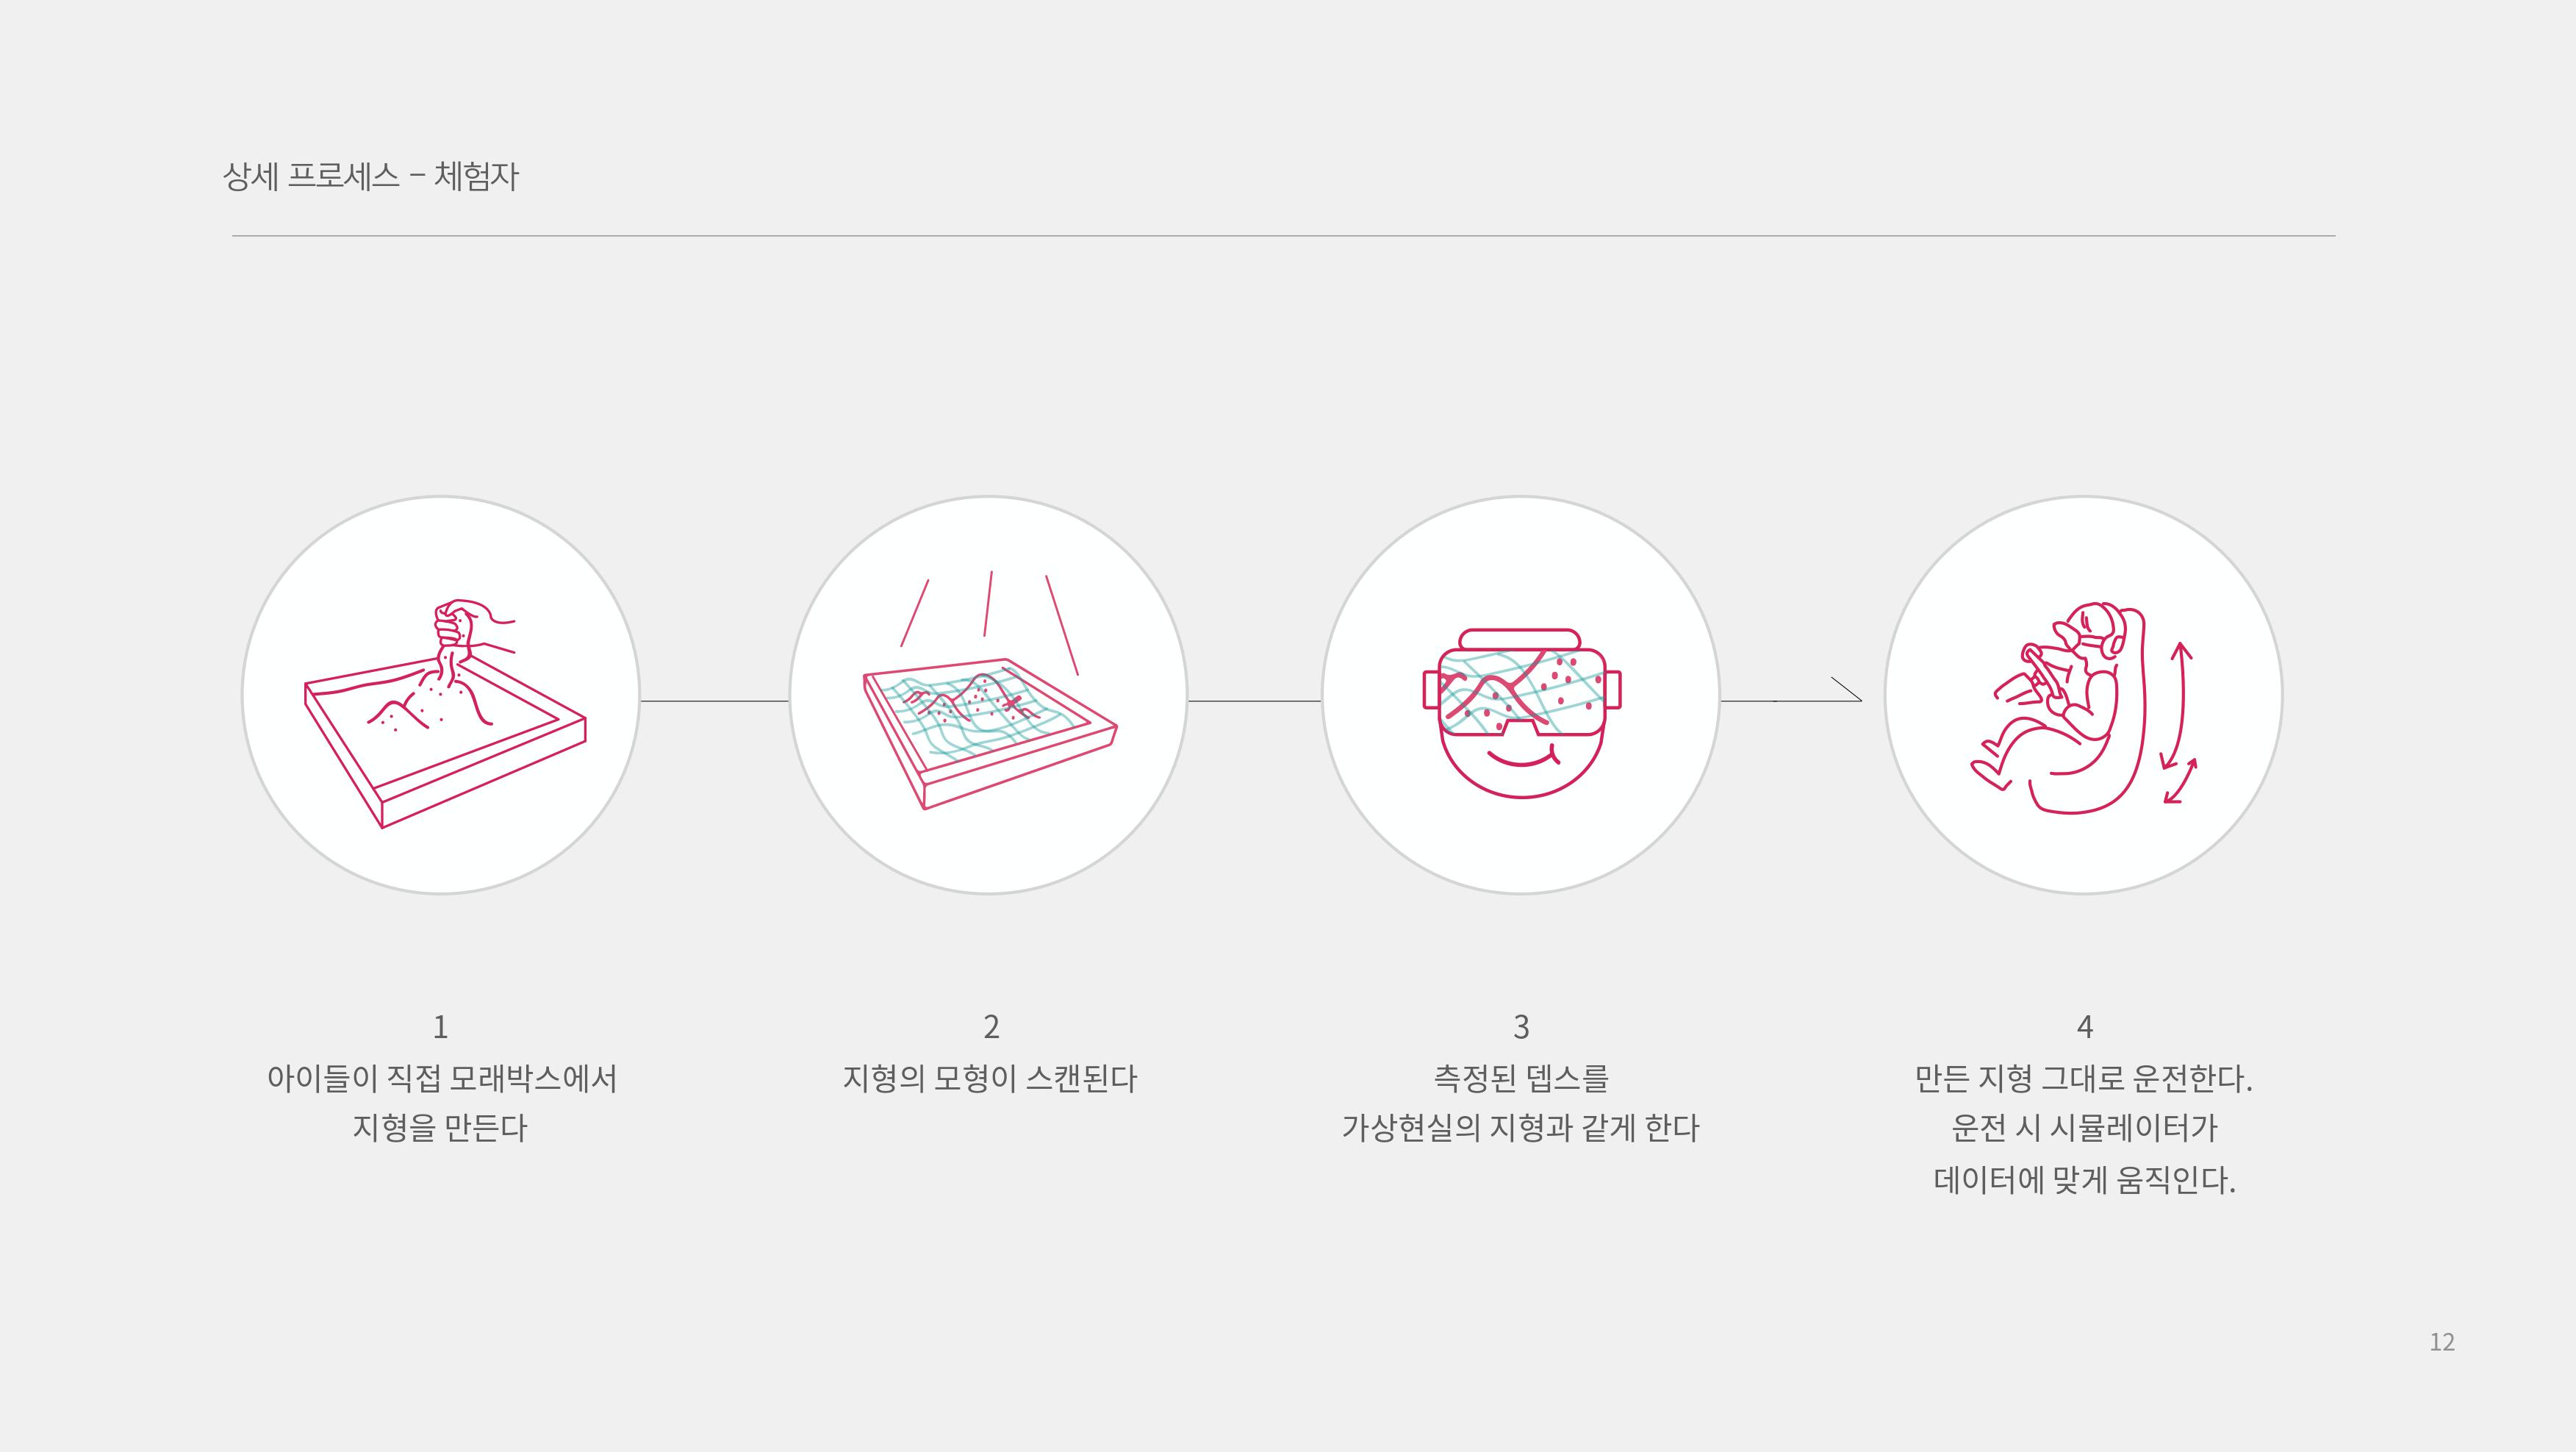 상세 프로세스 – 체험자
1
아이들이 직접 모래박스에서
지형을 만든다
2
지형의 모형이 스캔된다
3
측정된 뎁스를
가상현실의 지형과 같게 한다
4
만든 지형 그대로 운전한다.
운전 시 시뮬레이터가
데이터에 맞게 움직인다.
12